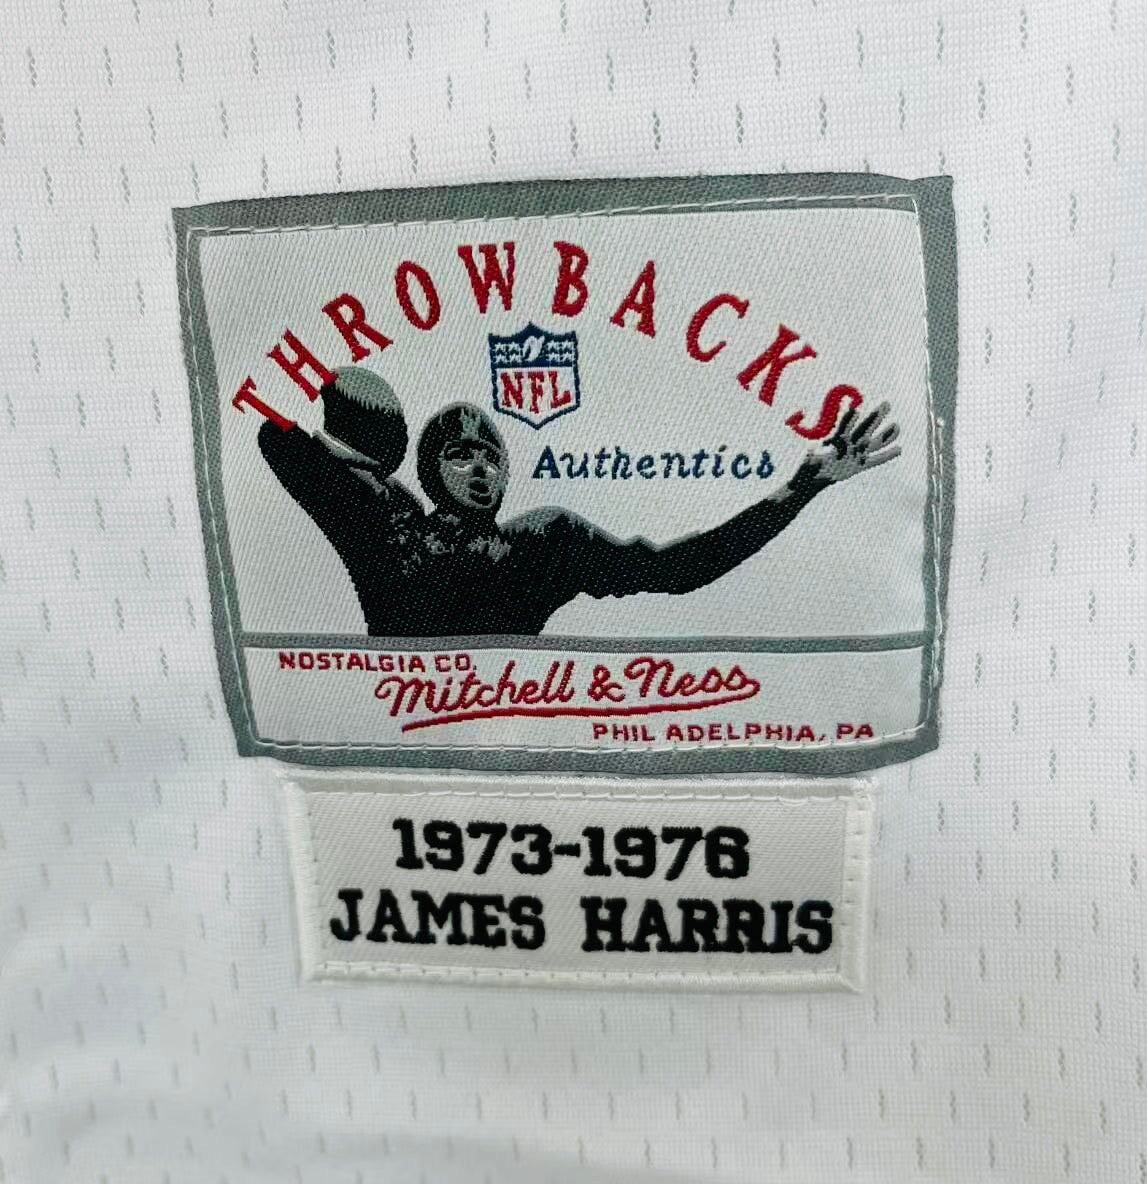 THROWBACKS
NFL
Authentics
NOSTALGIA CO.
Mitchell & Ness
PHIL ADELPHIA, PA
1973-1976
JAMES HARRIS